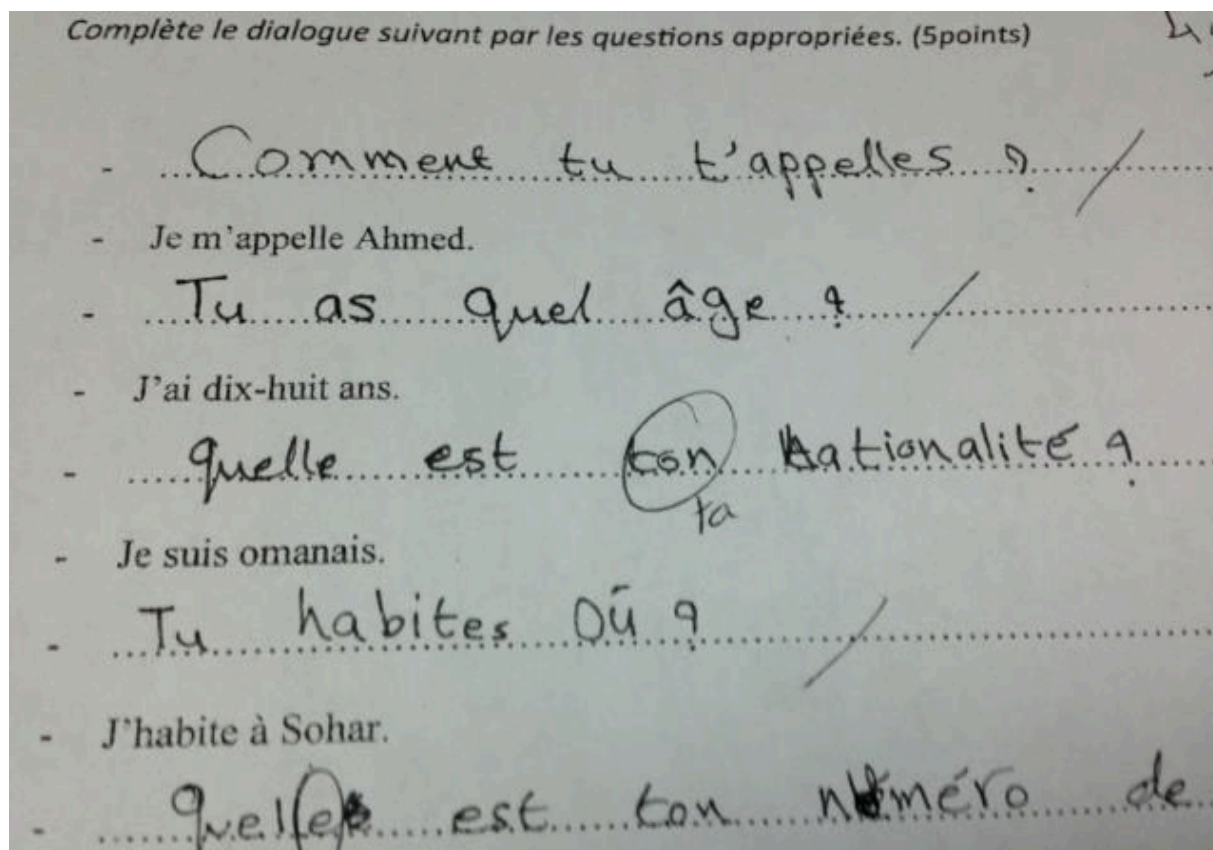 Complète le dialogue suivant par les questions appropriées. (5points)
- Comment tu t'appelles ?
- Je m'appelle Ahmed.
- Tu as quel âge ?
- J'ai dix-huit ans.
- quelle est ton nationalité ?
ta
- Je suis omanais.
- Tu habites Où ?
- J'habite à Sohar.
- Quelle est ton numéro de